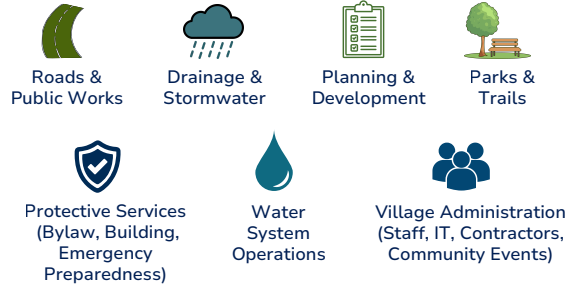 Roads &
Public Works
Drainage &
Stormwater
Planning &
Development
Parks &
Trails
Protective Services
(Bylaw, Building,
Emergency
Preparedness)
Water
System
Operations
Village Administration
(Staff, IT, Contractors,
Community Events)